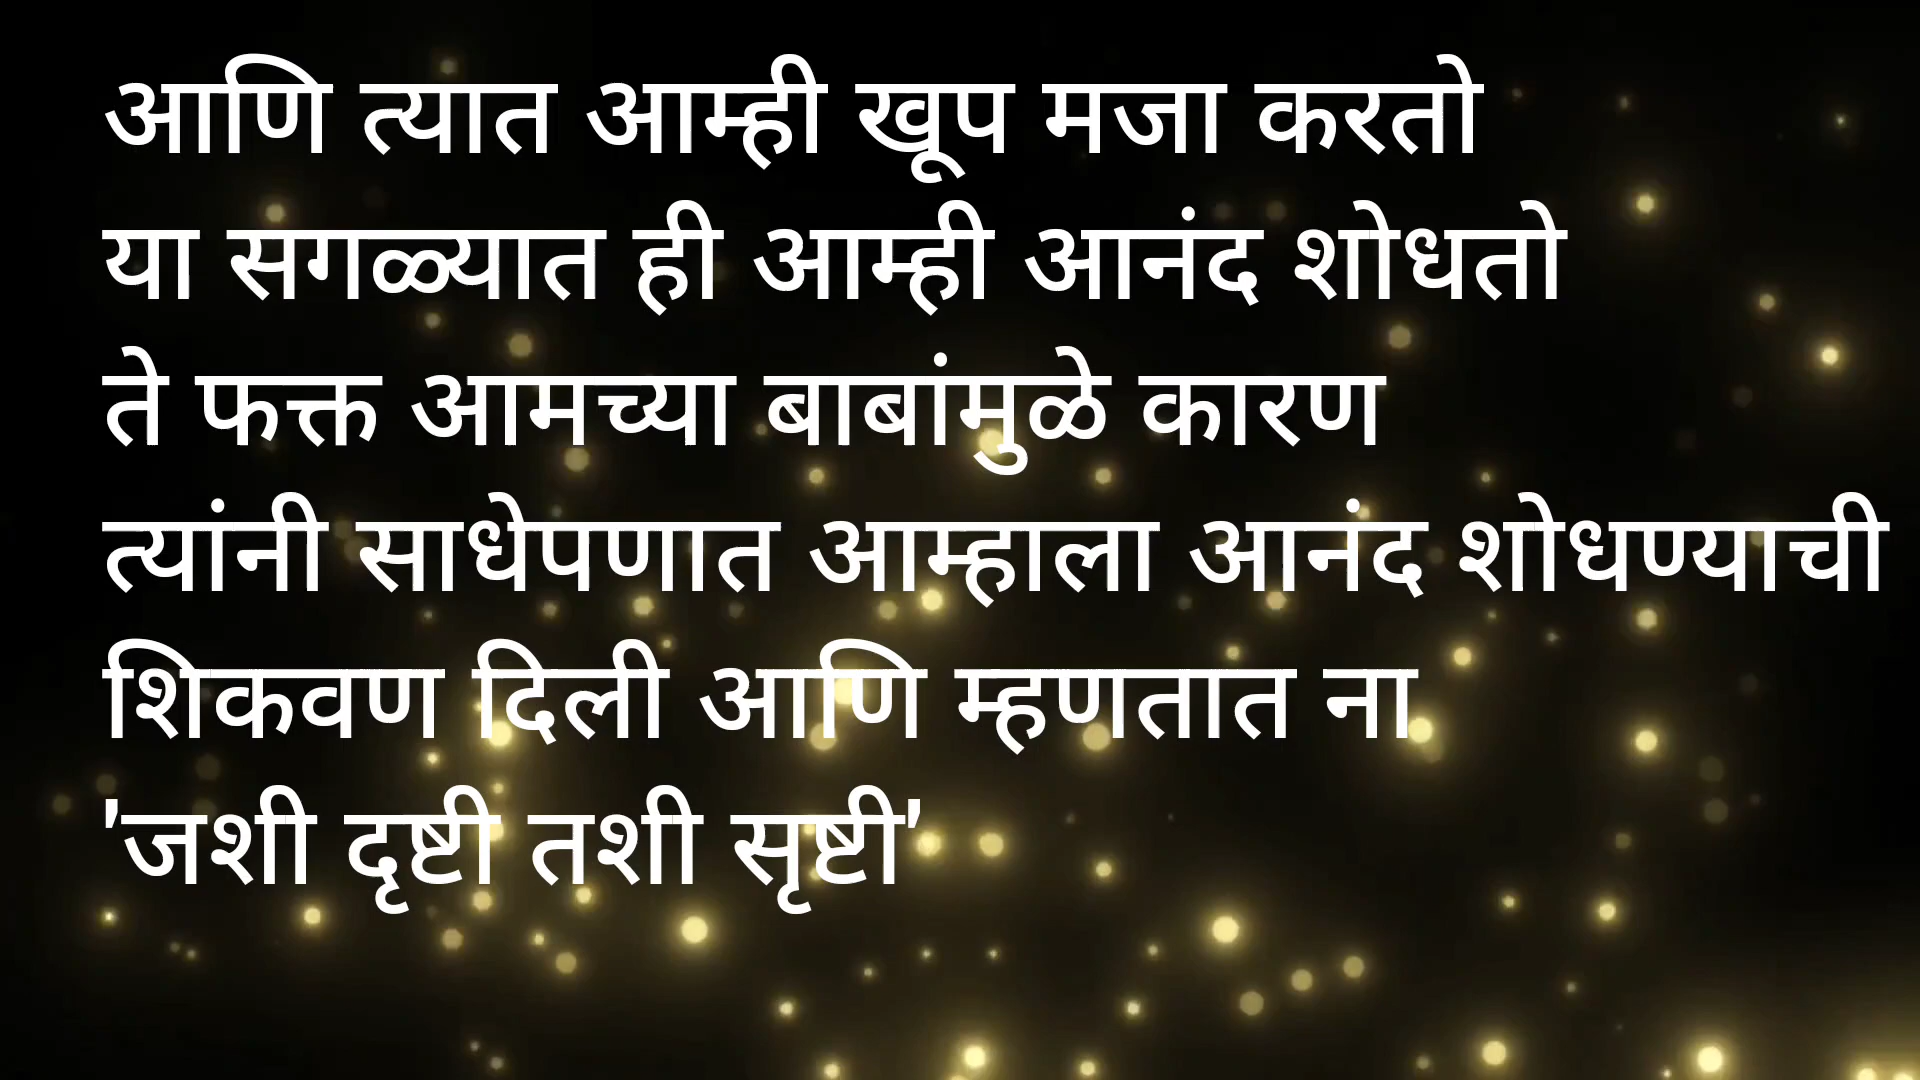 आणि त्यात आम्ही खूप मजा करतो
या सगळ्यात ही आम्ही आनंद शोधतो
ते फक्त आमच्या बाबांमुळे कारण
त्यांनी साधेपणात आम्हाला आनंद शोधण्याची
शिकवण दिली आणि म्हणतात ना
'जशी दृष्टी तशी सृष्टी'